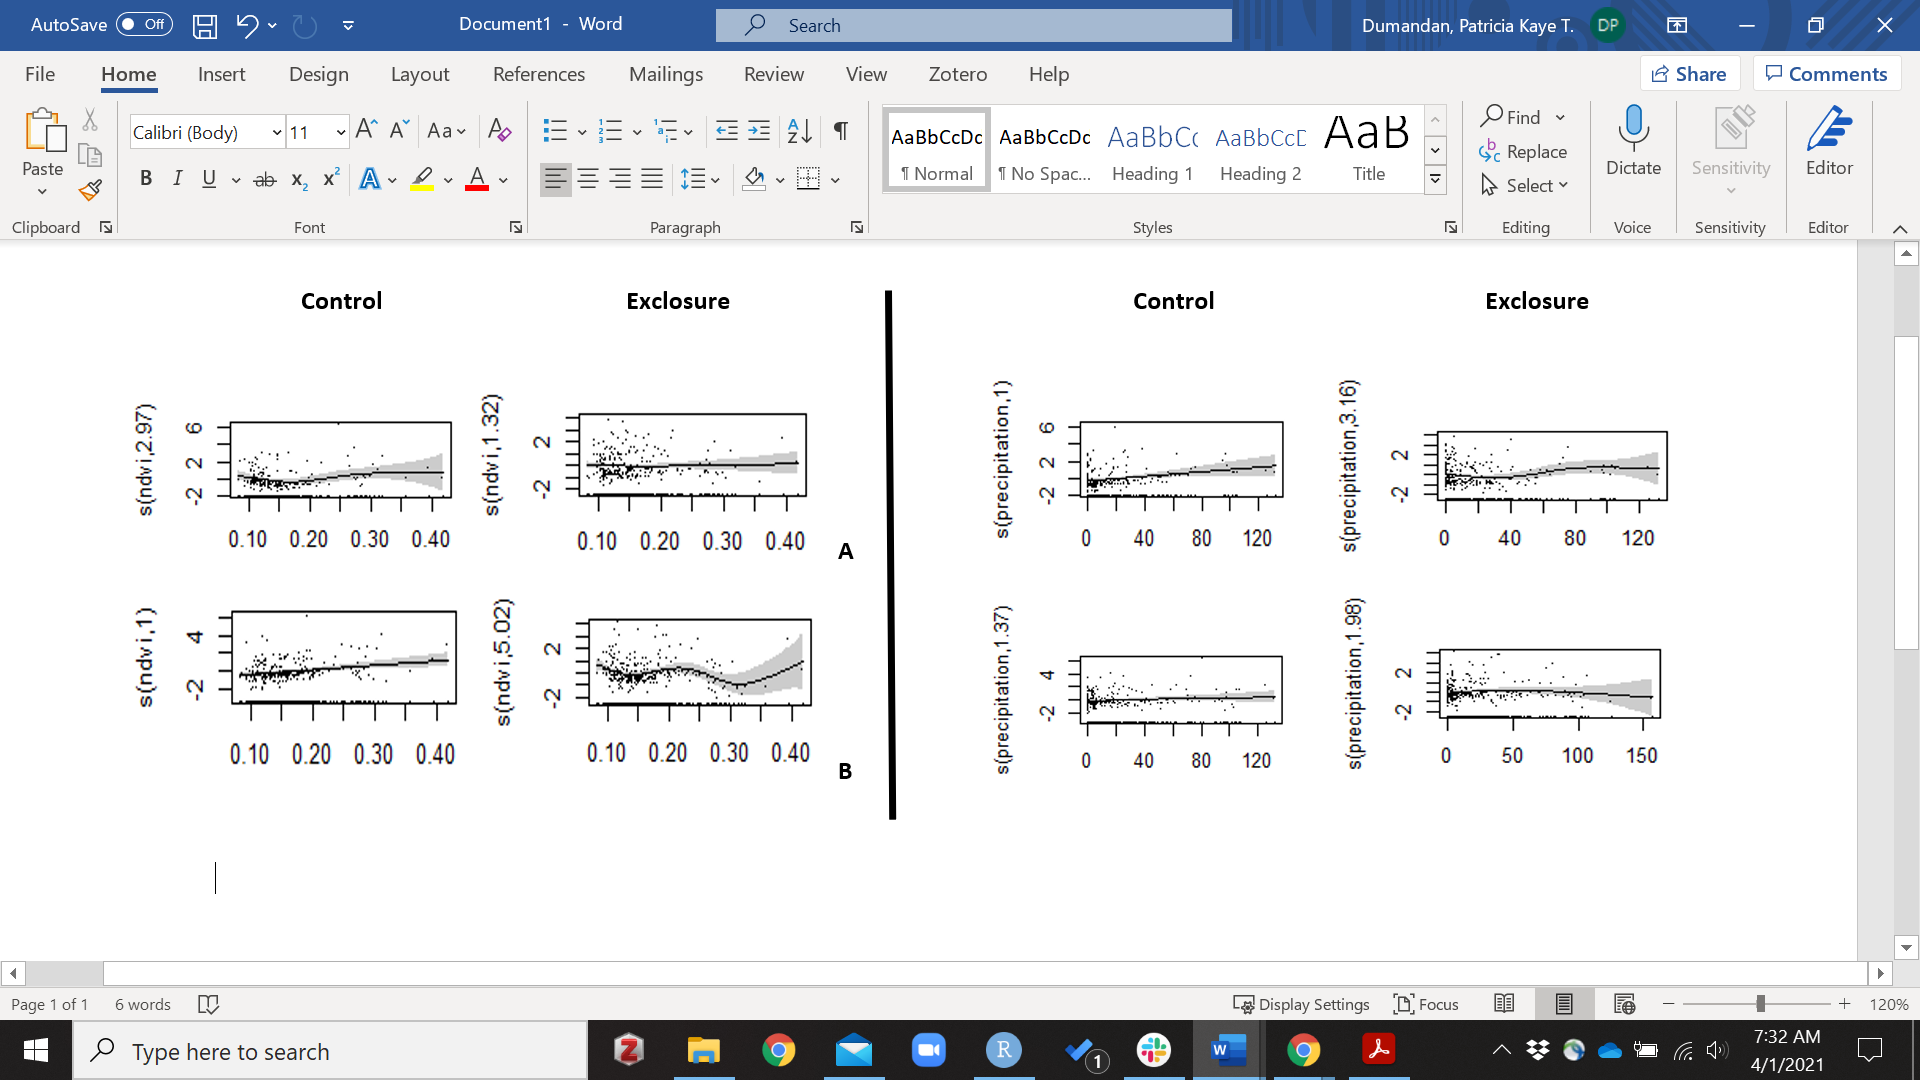 AutoSave Off Document1 - Word Search Dumandan, Patricia Kaye T. DP
File Home Insert Design Layout References Mailings Review View Zotero Help Share Comments
Paste
Clipboard
Calibri (Body) 11
Font
Paragraph
AaBbCcDc AaBbCcDc AaBbCc AaBbCcD AaB
¶ Normal ¶ No Spac... Heading 1 Heading 2 Title
Styles
Find
Replace
Select
Editing
Dictate
Voice
Sensitivity
Sensitivity
Editor
Editor
Control Exclosure Control Exclosure
s(ndvi,2.97)
6
2
-2
0.10 0.20 0.30 0.40
s(ndvi,1.32)
2
-2
0.10 0.20 0.30 0.40
A
s(precipitation,1)
6
2
-2
0 40 80 120
s(precipitation,3.16)
2
-2
0 40 80 120
s(ndvi,1)
4
-2
0.10 0.20 0.30 0.40
s(ndvi,5.02)
2
-2
0.10 0.20 0.30 0.40
B
s(precipitation,1.37)
4
-2
0 40 80 120
s(precipitation,1.98)
2
-2
0 50 100 150
Page 1 of 1 6 words Display Settings Focus 120%
Type here to search
1
7:32 AM
4/1/2021